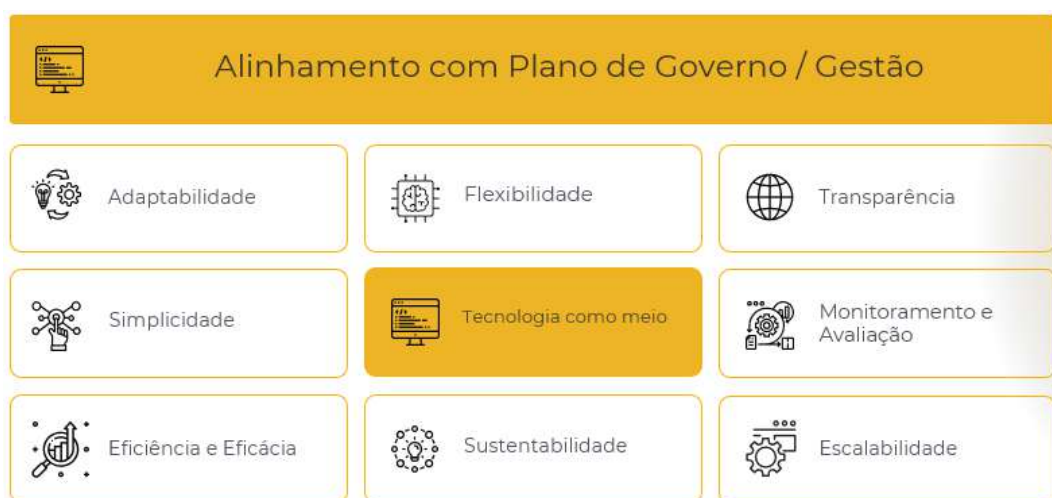 Alinhamento com Plano de Governo / Gestão
Adaptabilidade
Flexibilidade
Transparência
Simplicidade
Tecnologia como meio
Monitoramento e
Avaliação
Eficiência e Eficácia
Sustentabilidade
Escalabilidade